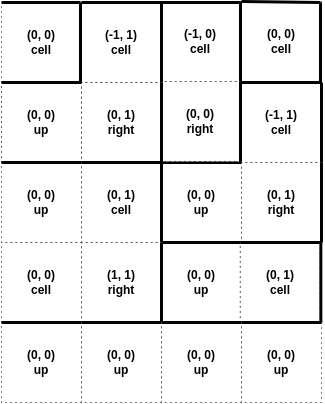 (0, 0) (-1, 1) (-1, 0) (0, 0)
cell cell cell cell
(0, 0) (0, 1) (0, 0) (-1, 1)
up right right cell
(0, 0) (0, 1) (0, 0) (0, 1)
up cell up right
(0, 0) (1, 1) (0, 0) (0, 1)
cell right up cell
(0, 0) (0, 0) (0, 0) (0, 0)
up up up up